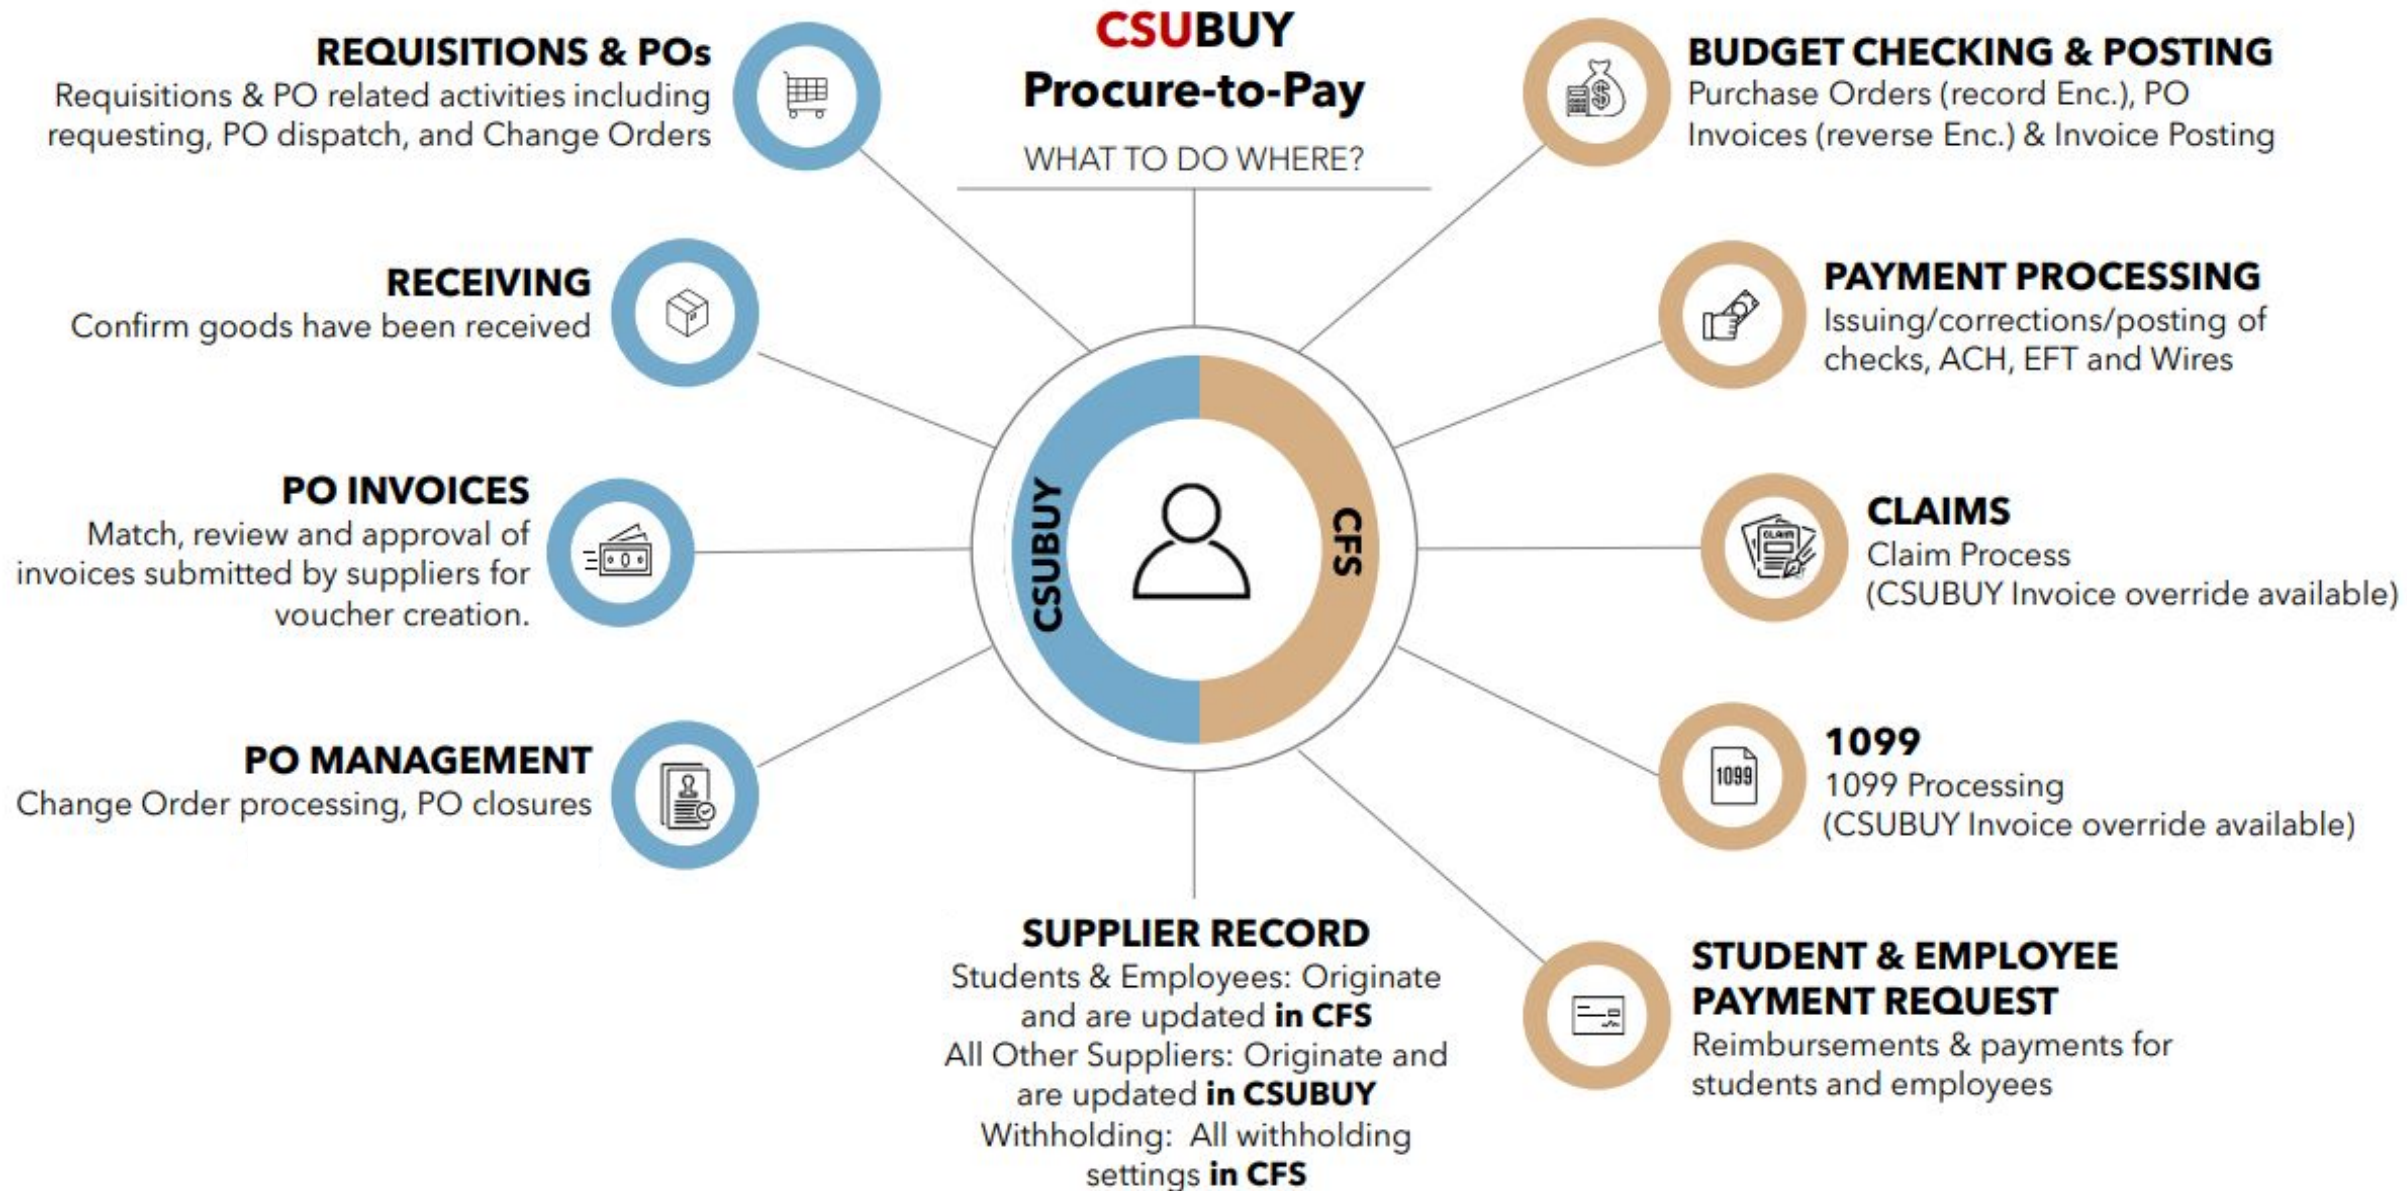 CSUBUY
Procure-to-Pay
WHAT TO DO WHERE?
REQUISITIONS & POs
Requisitions & PO related activities including
requesting, PO dispatch, and Change Orders
RECEIVING
Confirm goods have been received
PO INVOICES
Match, review and approval of
invoices submitted by suppliers for
voucher creation.
PO MANAGEMENT
Change Order processing, PO closures
CSUBUY
CFS
BUDGET CHECKING & POSTING
Purchase Orders (record Enc.), PO
Invoices (reverse Enc.) & Invoice Posting
PAYMENT PROCESSING
Issuing/corrections/posting of
checks, ACH, EFT and Wires
CLAIM
CLAIMS
Claim Process
(CSUBUY Invoice override available)
1099
1099
1099 Processing
(CSUBUY Invoice override available)
STUDENT & EMPLOYEE
PAYMENT REQUEST
Reimbursements & payments for
students and employees
SUPPLIER RECORD
Students & Employees: Originate
and are updated in CFS
All Other Suppliers: Originate and
are updated in CSUBUY
Withholding: All withholding
settings in CFS